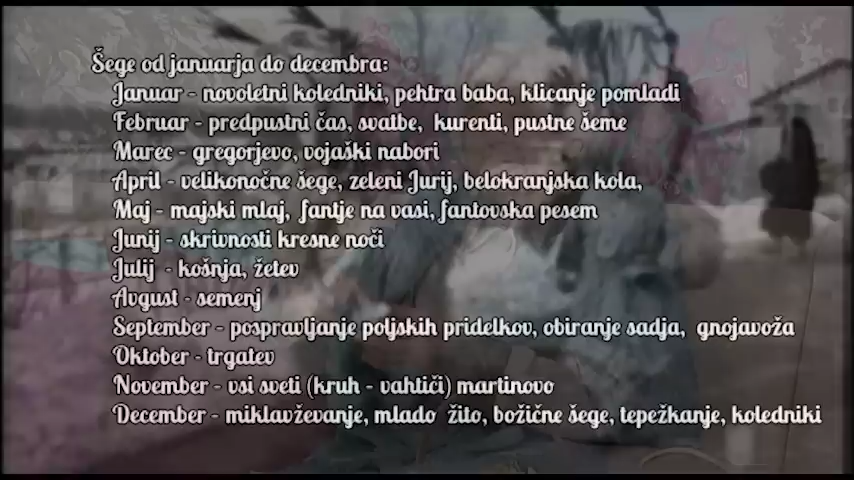 Šege od januarja do decembra:
Januar - novoletni koledniki, pehtra baba, klicanje pomladi
Februar - predpustni čas, svatbe, kurenti, pustne šeme
Marec - gregorjevo, vojaški nabori
April - velikonočne šege, zeleni Jurij, belokranjska kola,
Maj - majski mlaj, fantje na vasi, fantovska pesem
Junij - skrivnosti kresne noči
Julij - košnja, žetev
Avgust - semenj
September - pospravljanje poljskih pridelkov, obiranje sadja, gnojavoža
Oktober - trgatev
November - vsi sveti (kruh - vahtiči) martinovo
December - miklavževanje, mlado žito, božične šege, tepežkanje, koledniki